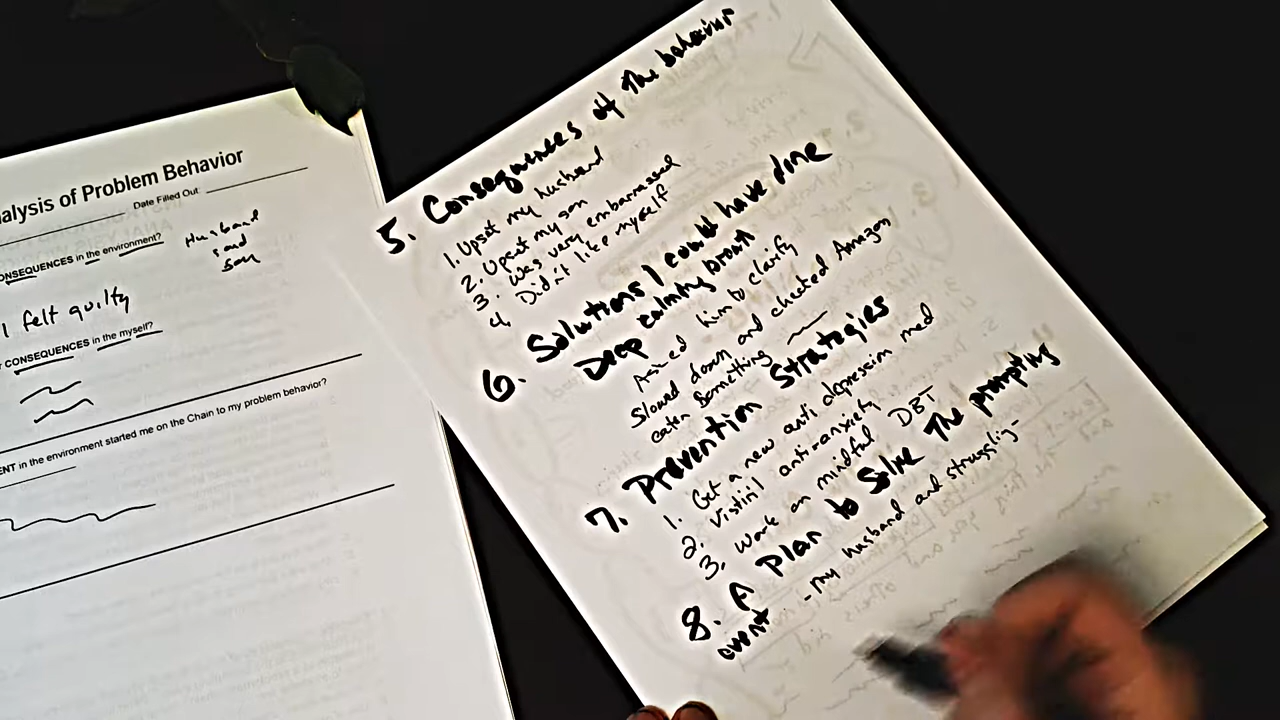 nalysis of Problem Behavior
Date Filled Out:
ONSEQUENCES in the environment?
Husband
and
son
I felt guilty
CONSEQUENCES in the myself?
ENT in the environment started me on the Chain to my problem behavior?
5. Consequences of The behavior
1. Upset my husband
2. Upset my son
3. Was very embarrassed
4 Didn't like myself
6. Solutions I could have done
Deep calming breath
Asked him to clarify
Slowed down and checked Amazon
eaten something
7. Prevention Strategies
1. Get a new anti depression med
2. Vistiril anti-anxiety
3. Work on mindful DBT
8. A Plan to Solve The prompting
event - my husband and struggling-